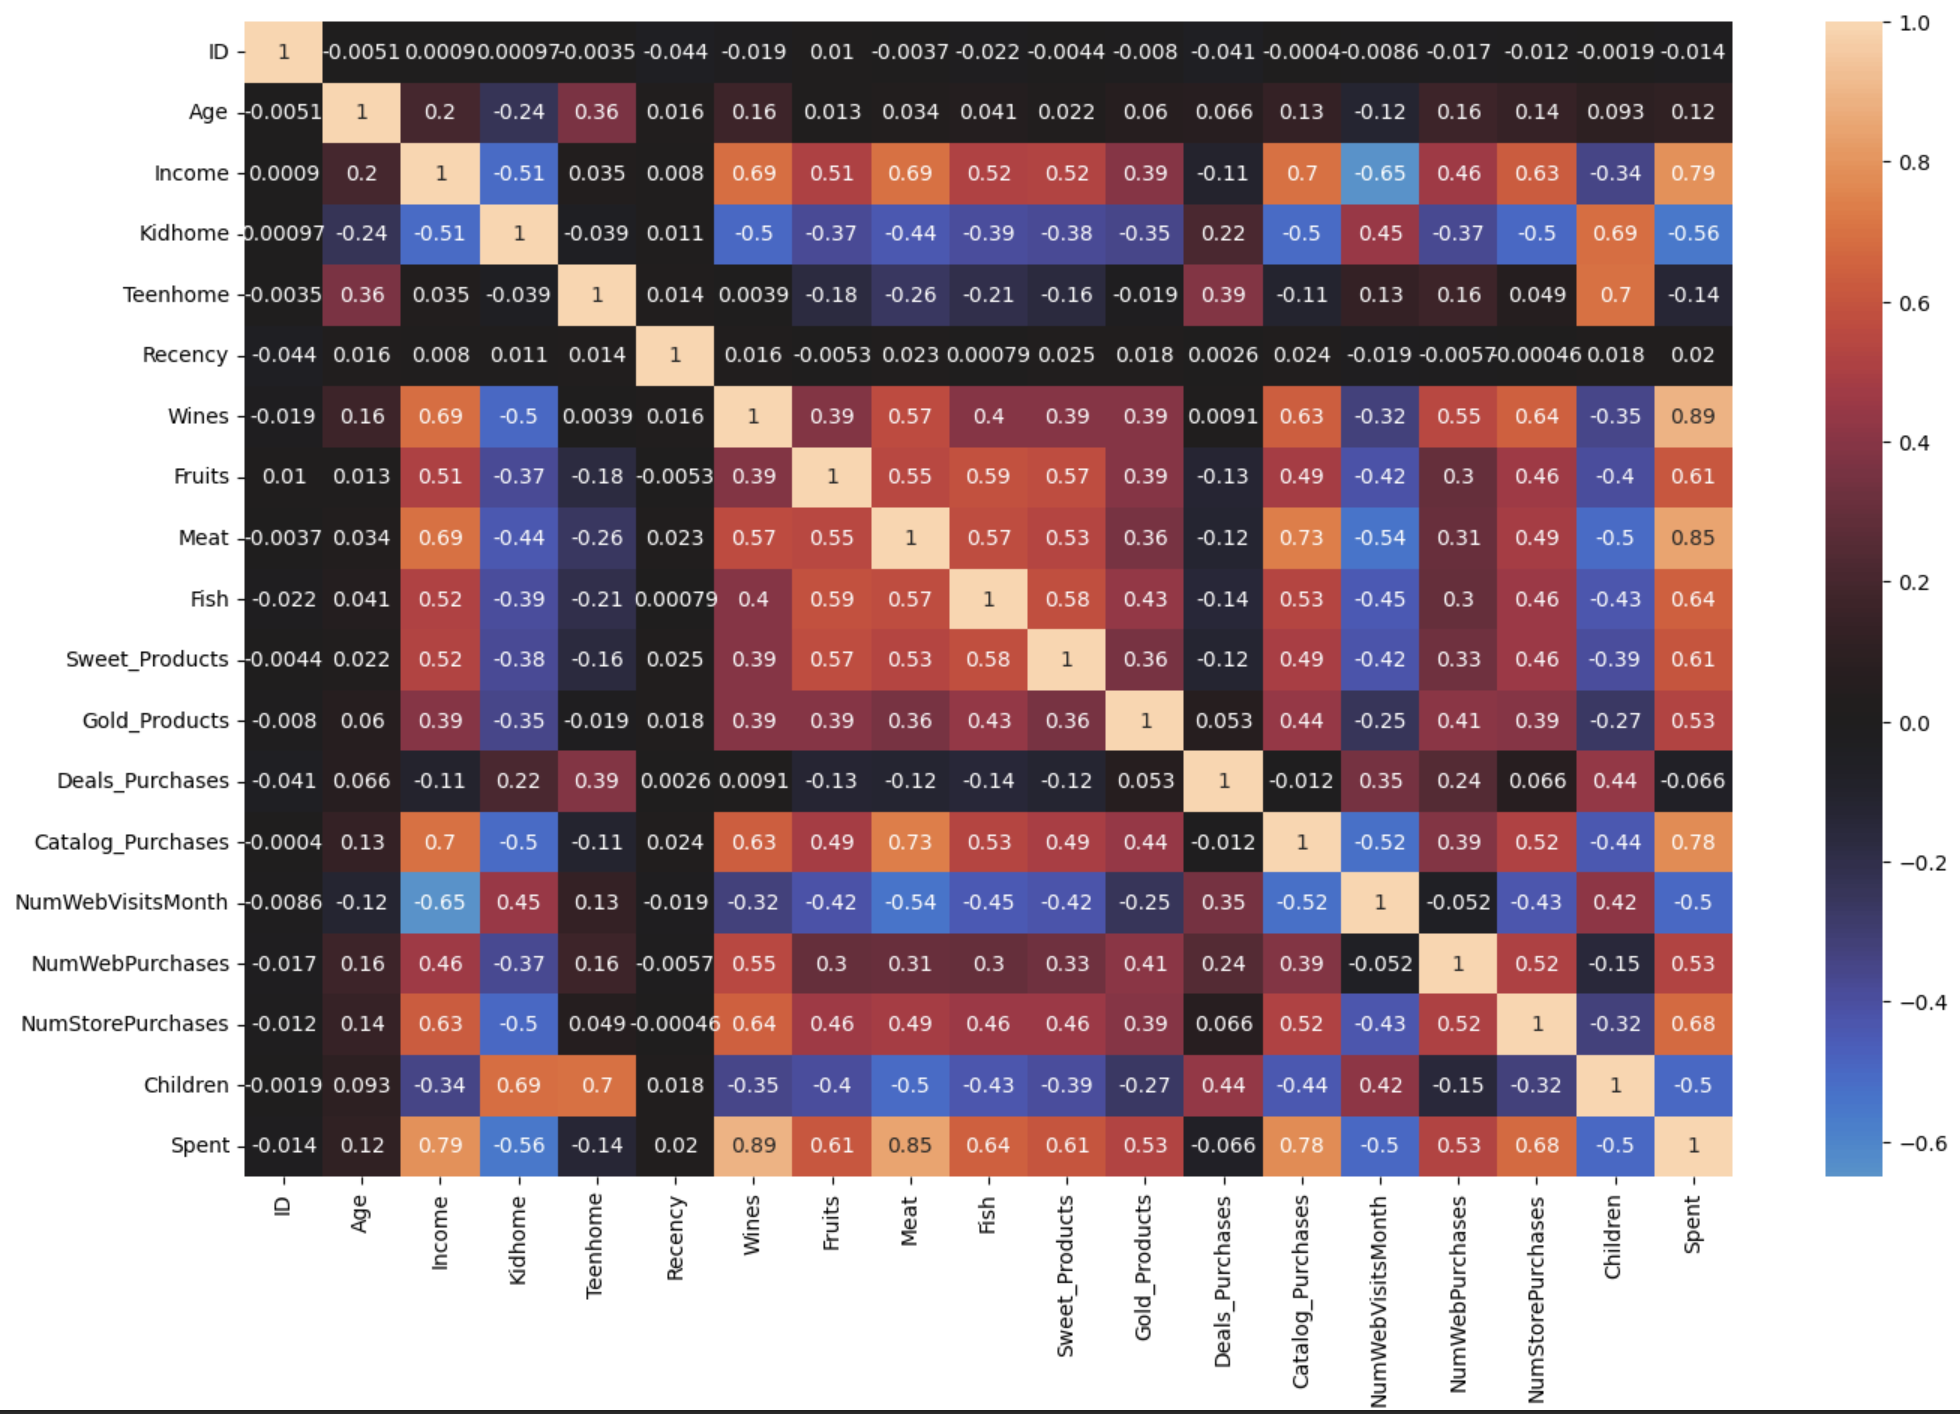 ID 1 -0.0051 0.0009 0.00097 -0.0035 -0.044 -0.019 0.01 -0.0037 -0.022 -0.0044 -0.008 -0.041 -0.0004 -0.0086 -0.017 -0.012 -0.0019 -0.014
Age -0.0051 1 0.2 -0.24 0.36 0.016 0.16 0.013 0.034 0.041 0.022 0.06 0.066 0.13 -0.12 0.16 0.14 0.093 0.12
Income 0.0009 0.2 1 -0.51 0.035 0.008 0.69 0.51 0.69 0.52 0.52 0.39 -0.11 0.7 -0.65 0.46 0.63 -0.34 0.79
Kidhome 0.00097 -0.24 -0.51 1 -0.039 0.011 -0.5 -0.37 -0.44 -0.39 -0.38 -0.35 0.22 -0.5 0.45 -0.37 -0.5 0.69 -0.56
Teenhome -0.0035 0.36 0.035 -0.039 1 0.014 0.0039 -0.18 -0.26 -0.21 -0.16 -0.019 0.39 -0.11 0.13 0.16 0.049 0.7 -0.14
Recency -0.044 0.016 0.008 0.011 0.014 1 0.016 -0.0053 0.023 0.00079 0.025 0.018 0.0026 0.024 -0.019 -0.0057 -0.00046 0.018 0.02
Wines -0.019 0.16 0.69 -0.5 0.0039 0.016 1 0.39 0.57 0.4 0.39 0.39 0.0091 0.63 -0.32 0.55 0.64 -0.35 0.89
Fruits 0.01 0.013 0.51 -0.37 -0.18 -0.0053 0.39 1 0.55 0.59 0.57 0.39 -0.13 0.49 -0.42 0.3 0.46 -0.4 0.61
Meat -0.0037 0.034 0.69 -0.44 -0.26 0.023 0.57 0.55 1 0.57 0.53 0.36 -0.12 0.73 -0.54 0.31 0.49 -0.5 0.85
Fish -0.022 0.041 0.52 -0.39 -0.21 0.00079 0.4 0.59 0.57 1 0.58 0.43 -0.14 0.53 -0.45 0.3 0.46 -0.43 0.64
Sweet_Products -0.0044 0.022 0.52 -0.38 -0.16 0.025 0.39 0.57 0.53 0.58 1 0.36 -0.12 0.49 -0.42 0.33 0.46 -0.39 0.61
Gold_Products -0.008 0.06 0.39 -0.35 -0.019 0.018 0.39 0.39 0.36 0.43 0.36 1 0.053 0.44 -0.25 0.41 0.39 -0.27 0.53
Deals_Purchases -0.041 0.066 -0.11 0.22 0.39 0.0026 0.0091 -0.13 -0.12 -0.14 -0.12 0.053 1 -0.012 0.35 0.24 0.066 0.44 -0.066
Catalog_Purchases -0.0004 0.13 0.7 -0.5 -0.11 0.024 0.63 0.49 0.73 0.53 0.49 0.44 -0.012 1 -0.52 0.39 0.52 -0.44 0.78
NumWebVisitsMonth -0.0086 -0.12 -0.65 0.45 0.13 -0.019 -0.32 -0.42 -0.54 -0.45 -0.42 -0.25 0.35 -0.52 1 -0.052 -0.43 0.42 -0.5
NumWebPurchases -0.017 0.16 0.46 -0.37 0.16 -0.0057 0.55 0.3 0.31 0.3 0.33 0.41 0.24 0.39 -0.052 1 0.52 -0.15 0.53
NumStorePurchases -0.012 0.14 0.63 -0.5 0.049 -0.00046 0.64 0.46 0.49 0.46 0.46 0.39 0.066 0.52 -0.43 0.52 1 -0.32 0.68
Children -0.0019 0.093 -0.34 0.69 0.7 0.018 -0.35 -0.4 -0.5 -0.43 -0.39 -0.27 0.44 -0.44 0.42 -0.15 -0.32 1 -0.5
Spent -0.014 0.12 0.79 -0.56 -0.14 0.02 0.89 0.61 0.85 0.64 0.61 0.53 -0.066 0.78 -0.5 0.53 0.68 -0.5 1
ID
Age
Income
Kidhome
Teenhome
Recency
Wines
Fruits
Meat
Fish
Sweet_Products
Gold_Products
Deals_Purchases
Catalog_Purchases
NumWebVisitsMonth
NumWebPurchases
NumStorePurchases
Children
Spent
1.0
0.8
0.6
0.4
0.2
0.0
−0.2
−0.4
−0.6